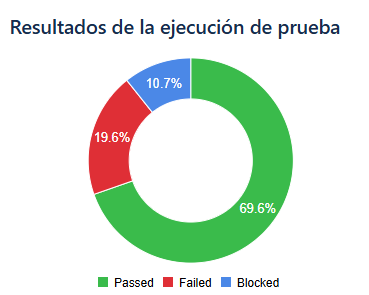 Resultados de la ejecución de prueba
10.7%
19.6%
69.6%
Passed Failed Blocked